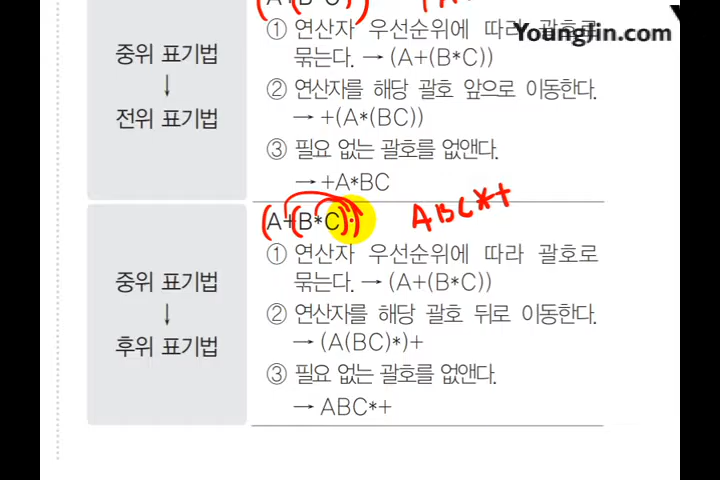 ① 연산자 우선순위에 따라 괄호로
묶는다. → (A+(B*C))
② 연산자를 해당 괄호 앞으로 이동한다.
→ +(A*(BC))
③ 필요 없는 괄호를 없앤다.
→ +A*BC
중위 표기법
↓
전위 표기법
YoungJin.com
(A+(B*C)) ABC*+
① 연산자 우선순위에 따라 괄호로
묶는다. → (A+(B*C))
② 연산자를 해당 괄호 뒤로 이동한다.
→ (A(BC)*)+
③ 필요 없는 괄호를 없앤다.
→ ABC*+
중위 표기법
↓
후위 표기법